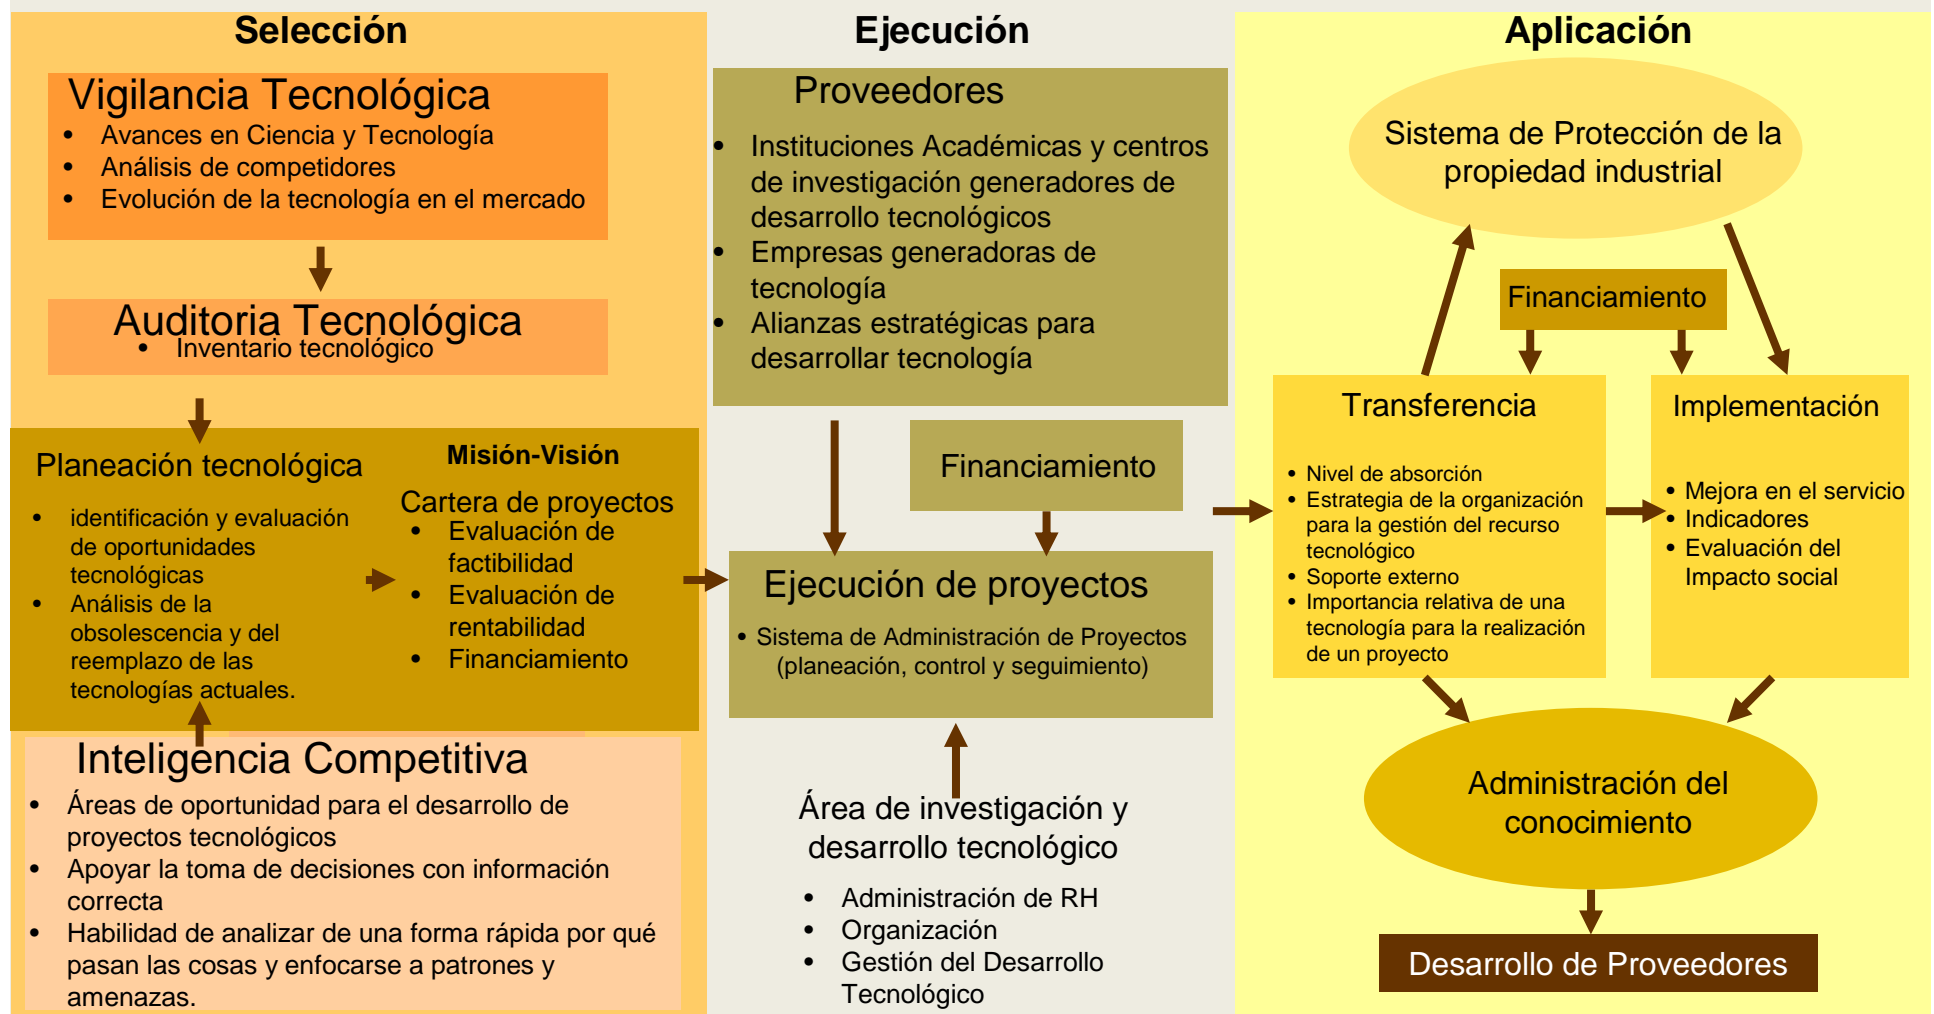 Selección
Vigilancia Tecnológica
• Avances en Ciencia y Tecnología
• Análisis de competidores
• Evolución de la tecnología en el mercado
Auditoria Tecnológica
• Inventario tecnológico
Planeación tecnológica
• identificación y evaluación
de oportunidades
tecnológicas
• Análisis de la
obsolescencia y del
reemplazo de las
tecnologías actuales.
Misión-Visión
Cartera de proyectos
• Evaluación de
factibilidad
• Evaluación de
rentabilidad
• Financiamiento
Inteligencia Competitiva
• Áreas de oportunidad para el desarrollo de
proyectos tecnológicos
• Apoyar la toma de decisiones con información
correcta
• Habilidad de analizar de una forma rápida por qué
pasan las cosas y enfocarse a patrones y
amenazas.
Ejecución
Proveedores
• Instituciones Académicas y centros
de investigación generadores de
desarrollo tecnológicos
• Empresas generadoras de
tecnología
• Alianzas estratégicas para
desarrollar tecnología
Financiamiento
Ejecución de proyectos
• Sistema de Administración de Proyectos
(planeación, control y seguimiento)
Área de investigación y
desarrollo tecnológico
• Administración de RH
• Organización
• Gestión del Desarrollo
Tecnológico
Aplicación
Sistema de Protección de la
propiedad industrial
Financiamiento
Transferencia
• Nivel de absorción
• Estrategia de la organización
para la gestión del recurso
tecnológico
• Soporte externo
• Importancia relativa de una
tecnología para la realización
de un proyecto
Implementación
• Mejora en el servicio
• Indicadores
• Evaluación del
Impacto social
Administración del
conocimiento
Desarrollo de Proveedores